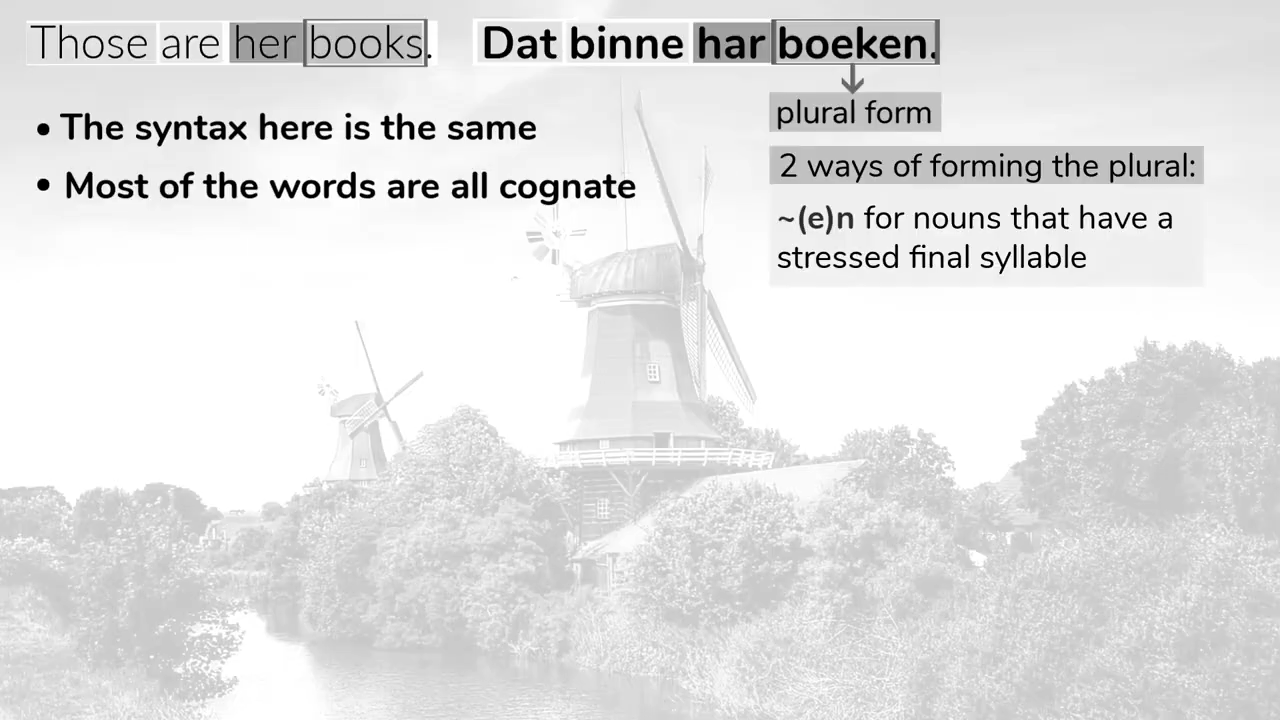 Those are her books. Dat binne har boeken.
plural form
• The syntax here is the same
2 ways of forming the plural:
• Most of the words are all cognate
~(e)n for nouns that have a
stressed final syllable